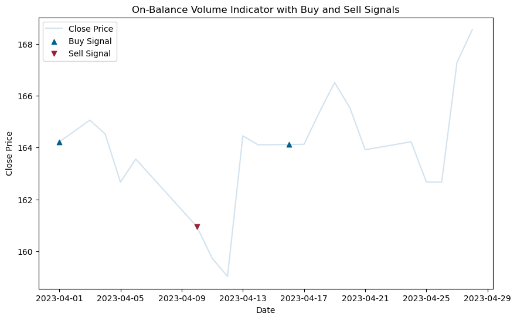 On-Balance Volume Indicator with Buy and Sell Signals
Close Price
Buy Signal
Sell Signal
168
166
164
162
160
Close Price
2023-04-01 2023-04-05 2023-04-09 2023-04-13 2023-04-17 2023-04-21 2023-04-25 2023-04-29
Date